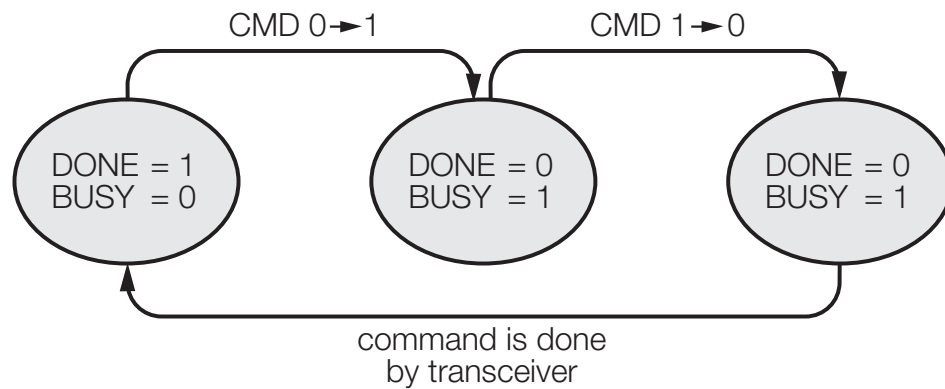 CMD 0→1
CMD 1→0
DONE = 1
BUSY = 0
DONE = 0
BUSY = 1
DONE = 0
BUSY = 1
command is done
by transceiver